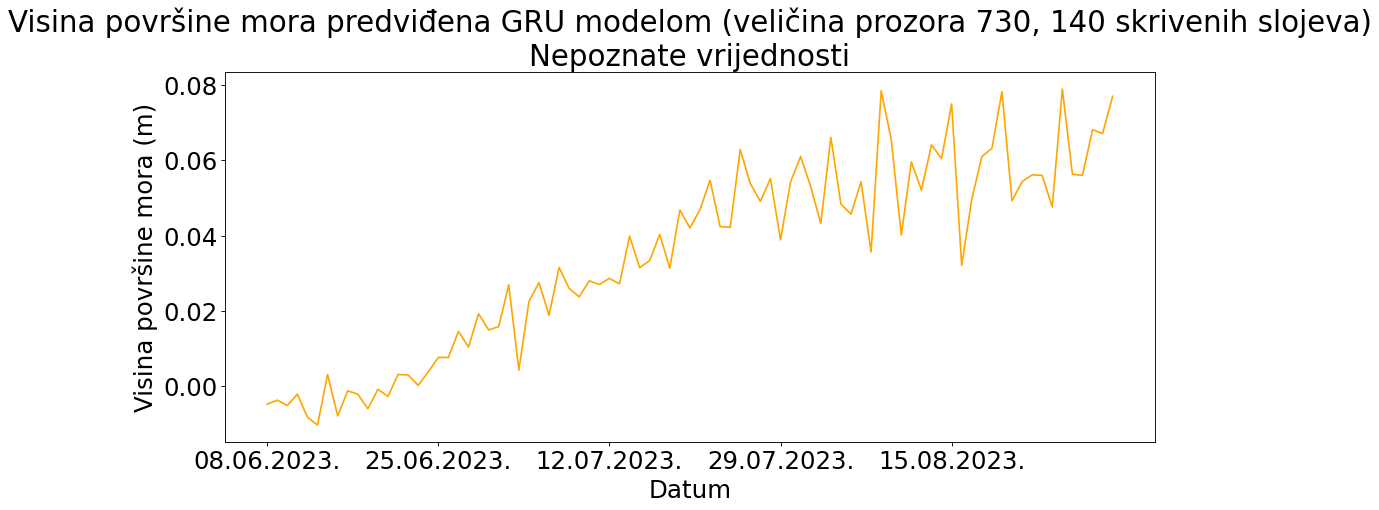 Visina površine mora predviđena GRU modelom (veličina prozora 730, 140 skrivenih slojeva)
Nepoznate vrijednosti
0.08
0.06
0.04
0.02
0.00
Visina površine mora (m)
08.06.2023. 25.06.2023. 12.07.2023. 29.07.2023. 15.08.2023.
Datum